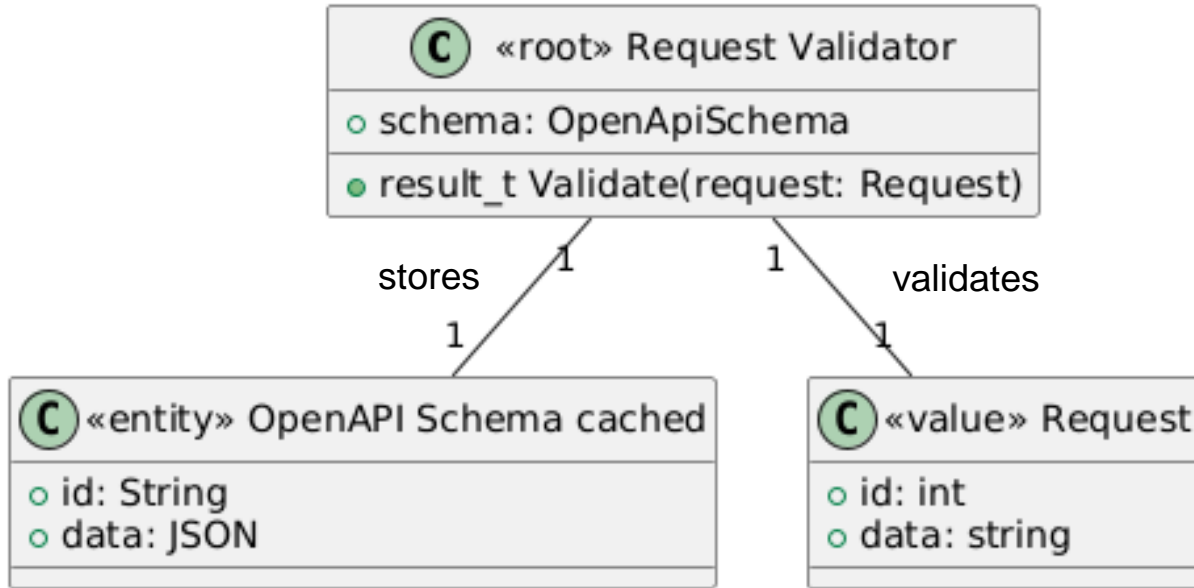 C «root» Request Validator
schema: OpenApiSchema
result_t Validate(request: Request)
1 1
stores validates
1 1
C «entity» OpenAPI Schema cached
id: String
data: JSON
C «value» Request
id: int
data: string